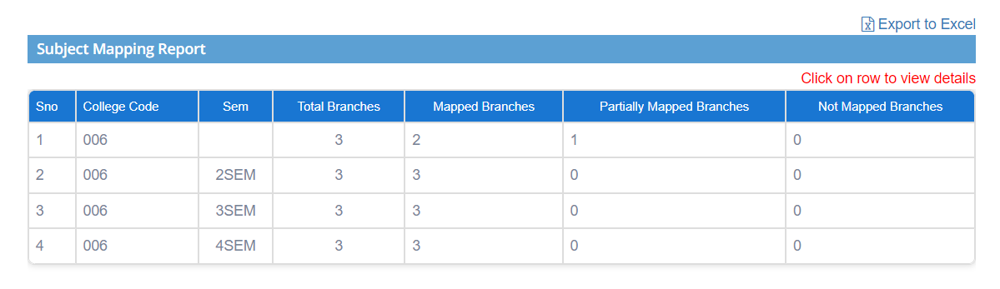 Export to Excel
Subject Mapping Report
Click on row to view details
Sno College Code Sem Total Branches Mapped Branches Partially Mapped Branches Not Mapped Branches
1 006 3 2 1 0
2 006 2SEM 3 3 0 0
3 006 3SEM 3 3 0 0
4 006 4SEM 3 3 0 0